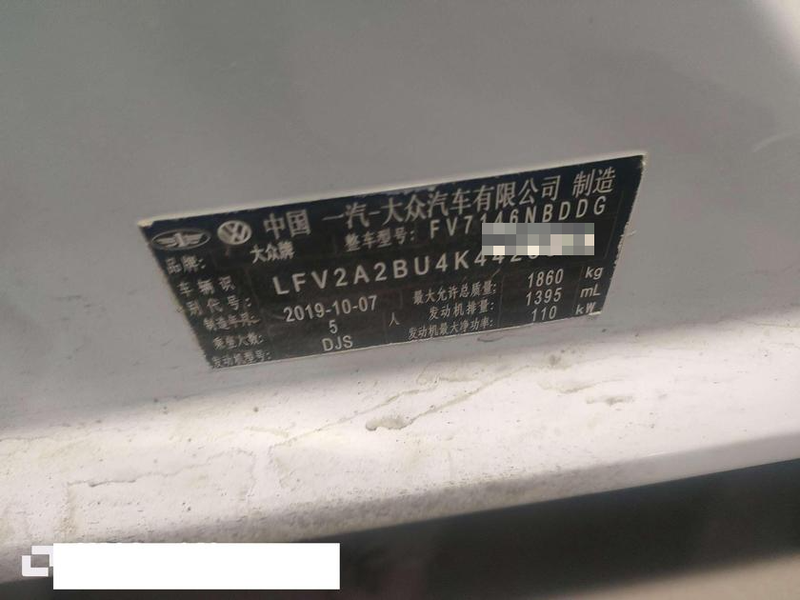 中国 一汽-大众汽车有限公司 制造
品牌: 大众牌 整车型号: FV7146NBDDG
车辆识别代号: LFV2A2BU4K442
制造年月: 2019-10-07 最大允许总质量: 1860 kg
乘坐人数: 5 人 发动机排量: 1395 mL
发动机型号: DJS 发动机最大净功率: 110 kW